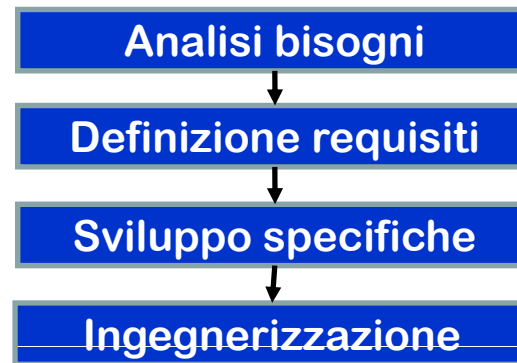 Analisi bisogni
Definizione requisiti
Sviluppo specifiche
Ingegnerizzazione